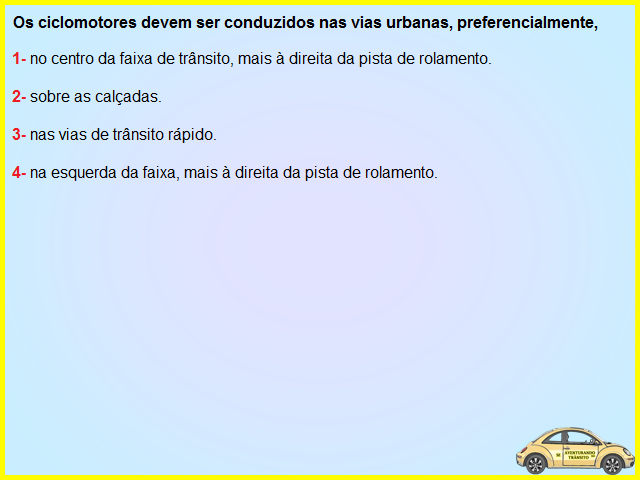 Os ciclomotores devem ser conduzidos nas vias urbanas, preferencialmente,
1- no centro da faixa de trânsito, mais à direita da pista de rolamento.
2- sobre as calçadas.
3- nas vias de trânsito rápido.
4- na esquerda da faixa, mais à direita da pista de rolamento.
AVENTURANDO
TRÂNSITO